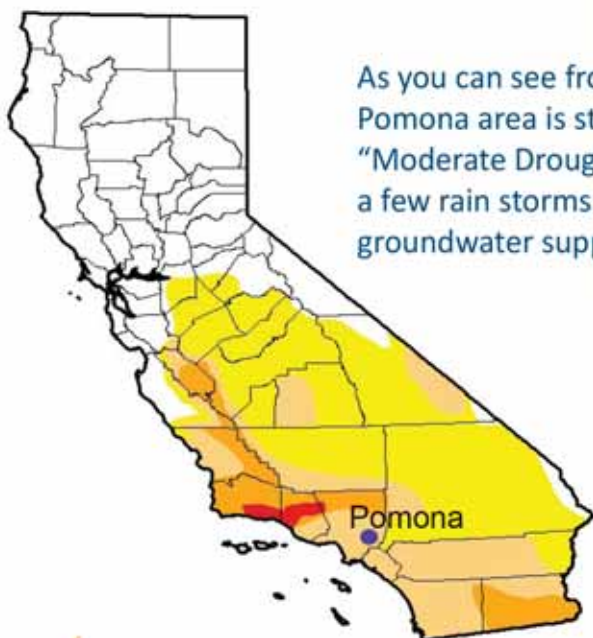 As you can see
Pomona area is
"Moderate
a few rain storms
groundwater
Pomona